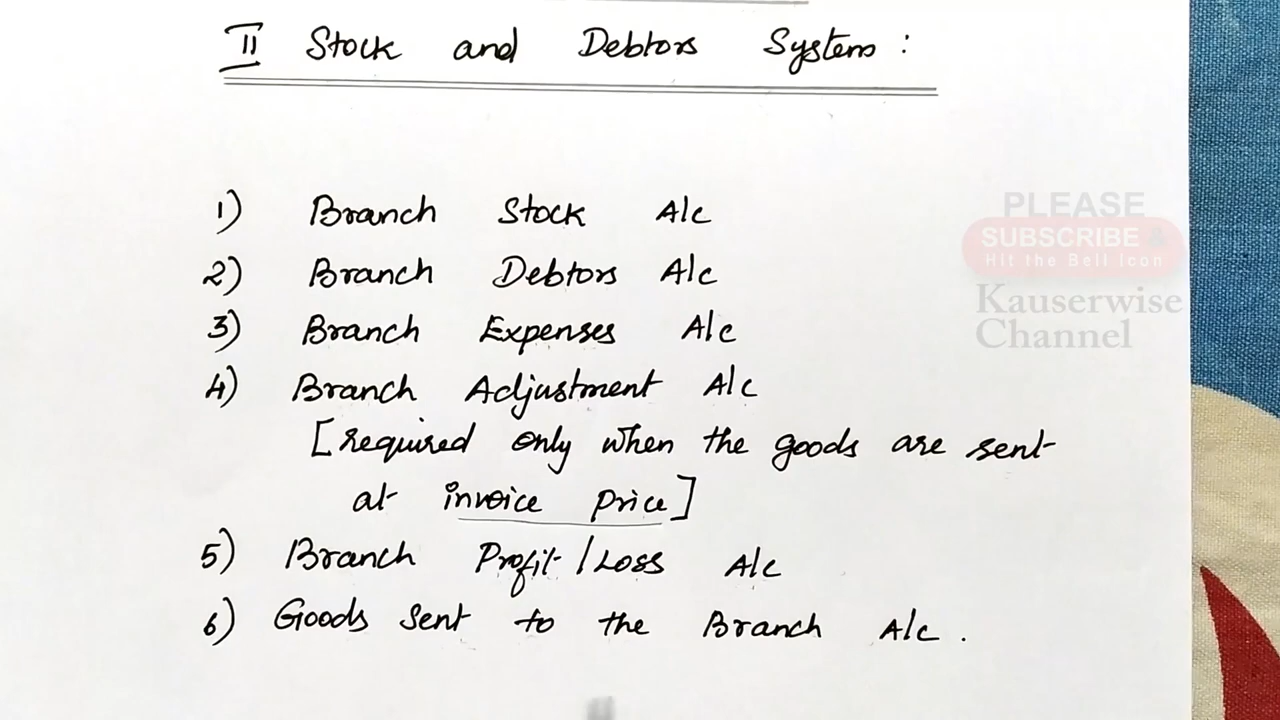 II Stock and Debtors System :
1) Branch Stock A/c
2) Branch Debtors A/c
3) Branch Expenses A/c
4) Branch Adjustment A/c
[required only when the goods are sent
at invoice price]
5) Branch Profit/Loss A/c
6) Goods sent to the Branch A/c .
PLEASE
SUBSCRIBE &
Hit the Bell Icon
Kauserwise
Channel